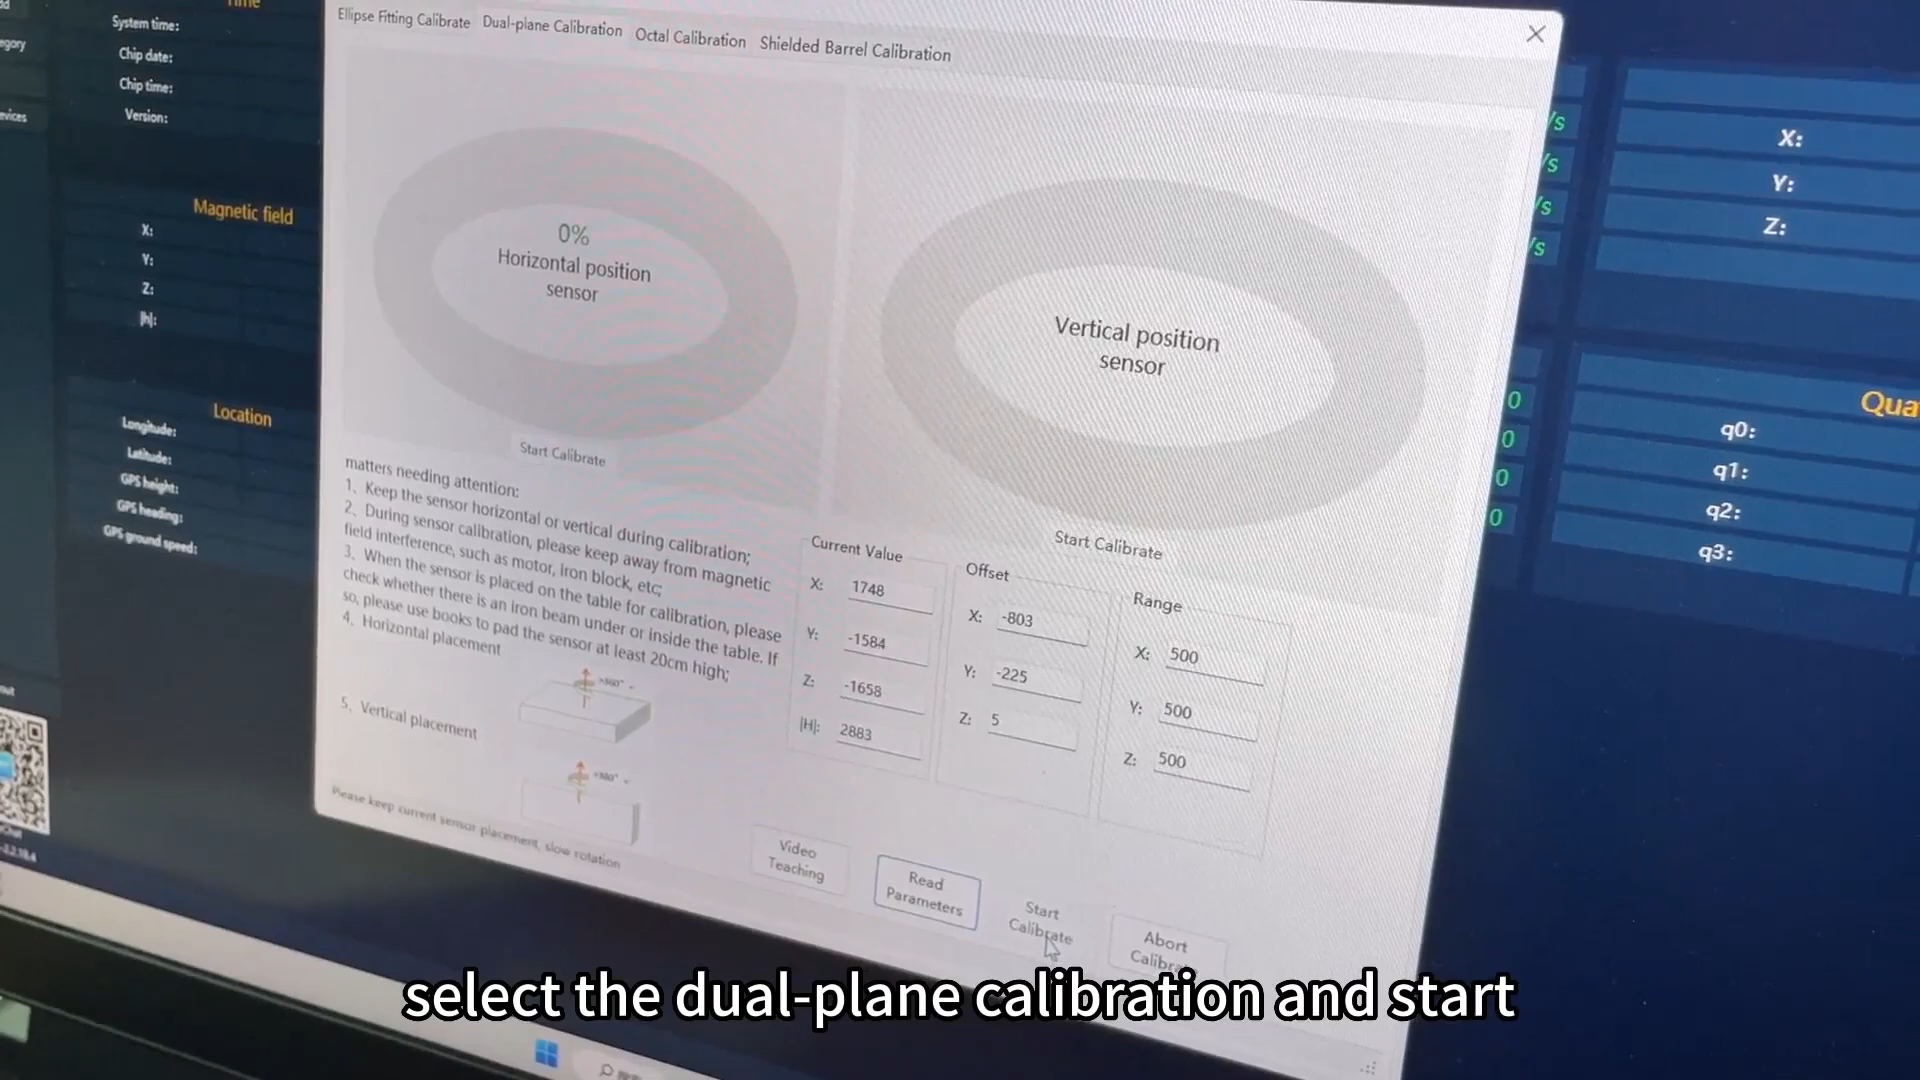 Time
System time:
Chip date:
Chip time:
Version:
Magnetic field
X:
Y:
Z:
|h|:
Location
Longitude:
Latitude:
GPS height:
GPS heading:
GPS ground speed:
Ellipse Fitting Calibrate
Dual-plane Calibration
Octal Calibration
Shielded Barrel Calibration
0%
Horizontal position
sensor
Start Calibrate
Vertical position
sensor
Start Calibrate
matters needing attention:
1、Keep the sensor horizontal or vertical during calibration;
2、During sensor calibration, please keep away from magnetic
field interference, such as motor, iron block, etc;
3、When the sensor is placed on the table for calibration, please
check whether there is an iron beam under or inside the table. If
so, please use books to pad the sensor at least 20cm high;
4、Horizontal placement
5、Vertical placement
Please keep current sensor placement, slow rotation
Current Value
X: 1748
Y: -1584
Z: -1658
|H|: 2883
Offset
X: -803
Y: -225
Z: 5
Range
X: 500
Y: 500
Z: 500
Video
Teaching
Read
Parameters
Start
Calibrate
Abort
/s
/s
/s
/s
X:
Y:
Z:
0
0
0
0
Qua
q0:
q1:
q2:
q3:
select the dual-plane calibration and start